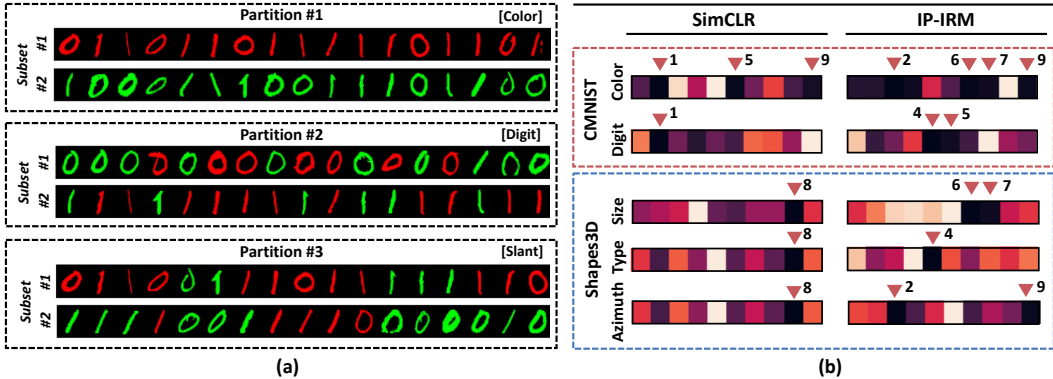 Partition #1 [Color]
Subset
#1
#2
Partition #2 [Digit]
Subset
#1
#2
Partition #3 [Slant]
Subset
#1
#2
(a)
SimCLR IP-IRM
CMNIST
Color
1 5 9 2 6 7 9
Digit
1 4 5
Shapes3D
Size
8 6 7
Type
8 4
Azimuth
8 2 9
(b)